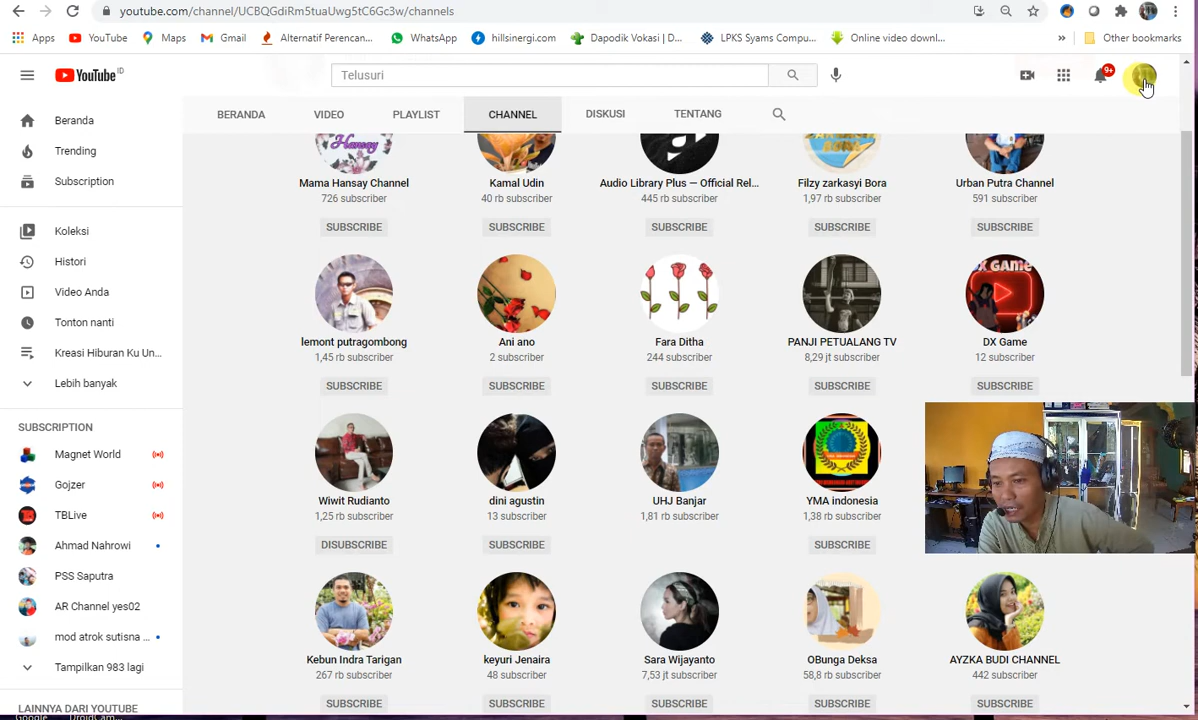 youtube.com/channel/UCBQGdiRm5tuaUwg5tC6Gc3w/channels
Apps YouTube Maps Gmail Alternatif Perencan... WhatsApp hillsinergi.com Dapodik Vokasi | D... LPKS Syams Compu... Online video downl... » Other bookmarks
YouTube ID Telusuri 9+
BERANDA VIDEO PLAYLIST CHANNEL DISKUSI TENTANG
Beranda
Trending
Subscription
Koleksi
Histori
Video Anda
Tonton nanti
Kreasi Hiburan Ku Un...
Lebih banyak
SUBSCRIPTION
Magnet World
Gojzer
TBLive
Ahmad Nahrowi
PSS Saputra
AR Channel yes02
mod atrok sutisna ...
Tampilkan 983 lagi
LAINNYA DARI YOUTUBE
Hansay
Mama Hansay Channel Kamal Udin Audio Library Plus — Official Rel... Filzy zarkasyi Bora Urban Putra Channel
726 subscriber 40 rb subscriber 445 rb subscriber 1,97 rb subscriber 591 subscriber
SUBSCRIBE SUBSCRIBE SUBSCRIBE SUBSCRIBE SUBSCRIBE
DX GAME
lemont putragombong Ani ano Fara Ditha PANJI PETUALANG TV DX Game
1,45 rb subscriber 2 subscriber 244 subscriber 8,29 jt subscriber 12 subscriber
SUBSCRIBE SUBSCRIBE SUBSCRIBE SUBSCRIBE SUBSCRIBE
Wiwit Rudianto dini agustin UHJ Banjar YMA indonesia
1,25 rb subscriber 13 subscriber 1,81 rb subscriber 1,38 rb subscriber
DISUBSCRIBE SUBSCRIBE SUBSCRIBE
Kebun Indra Tarigan keyuri Jenaira Sara Wijayanto OBunga Deksa AYZKA BUDI CHANNEL
267 rb subscriber 48 subscriber 7,53 jt subscriber 58,8 rb subscriber 442 subscriber
SUBSCRIBE SUBSCRIBE SUBSCRIBE SUBSCRIBE SUBSCRIBE
Google DroidCam...